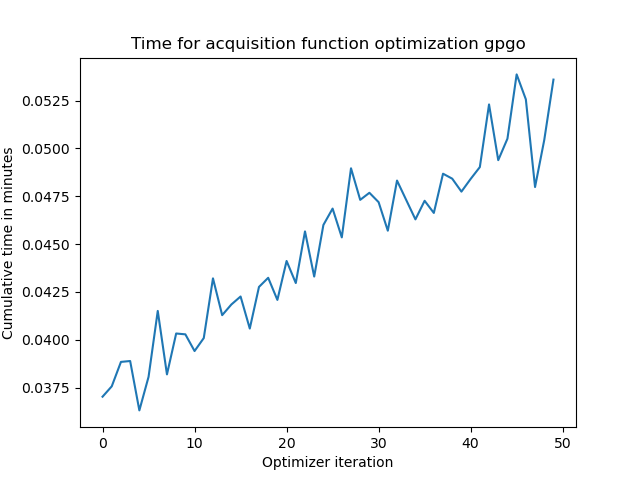 Time for acquisition function optimization gpgo
Cumulative time in minutes
0.0525
0.0500
0.0475
0.0450
0.0425
0.0400
0.0375
0 10 20 30 40 50
Optimizer iteration